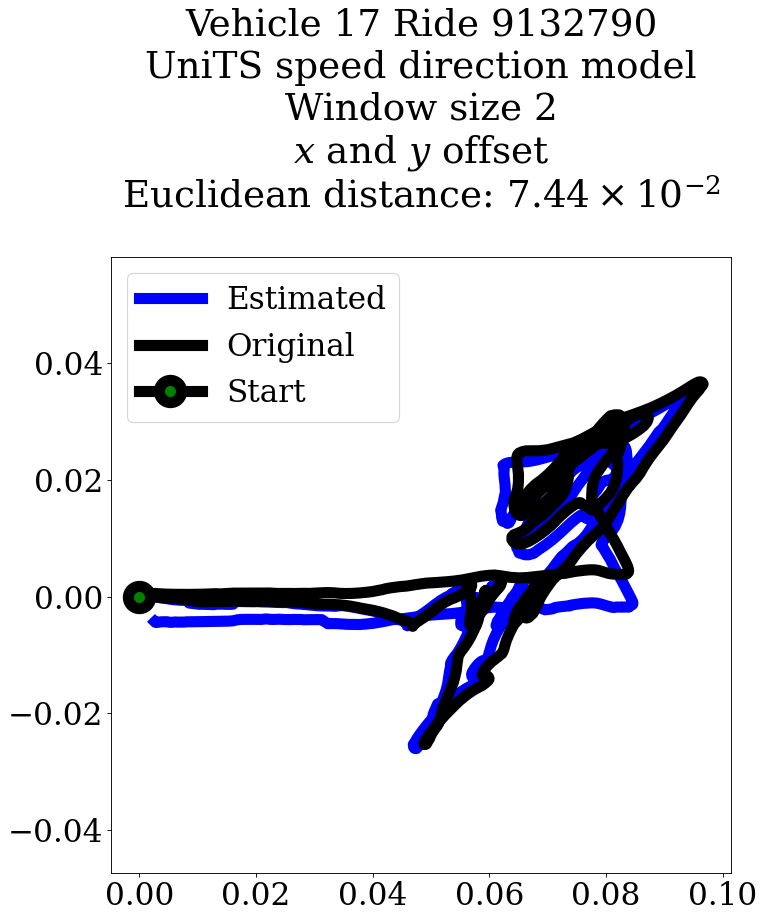 Vehicle 17 Ride 9132790
UniTS speed direction model
Window size 2
x and y offset
Euclidean distance: 7.44 × 10⁻²
Estimated
Original
Start
0.04
0.02
0.00
−0.02
−0.04
0.00 0.02 0.04 0.06 0.08 0.10